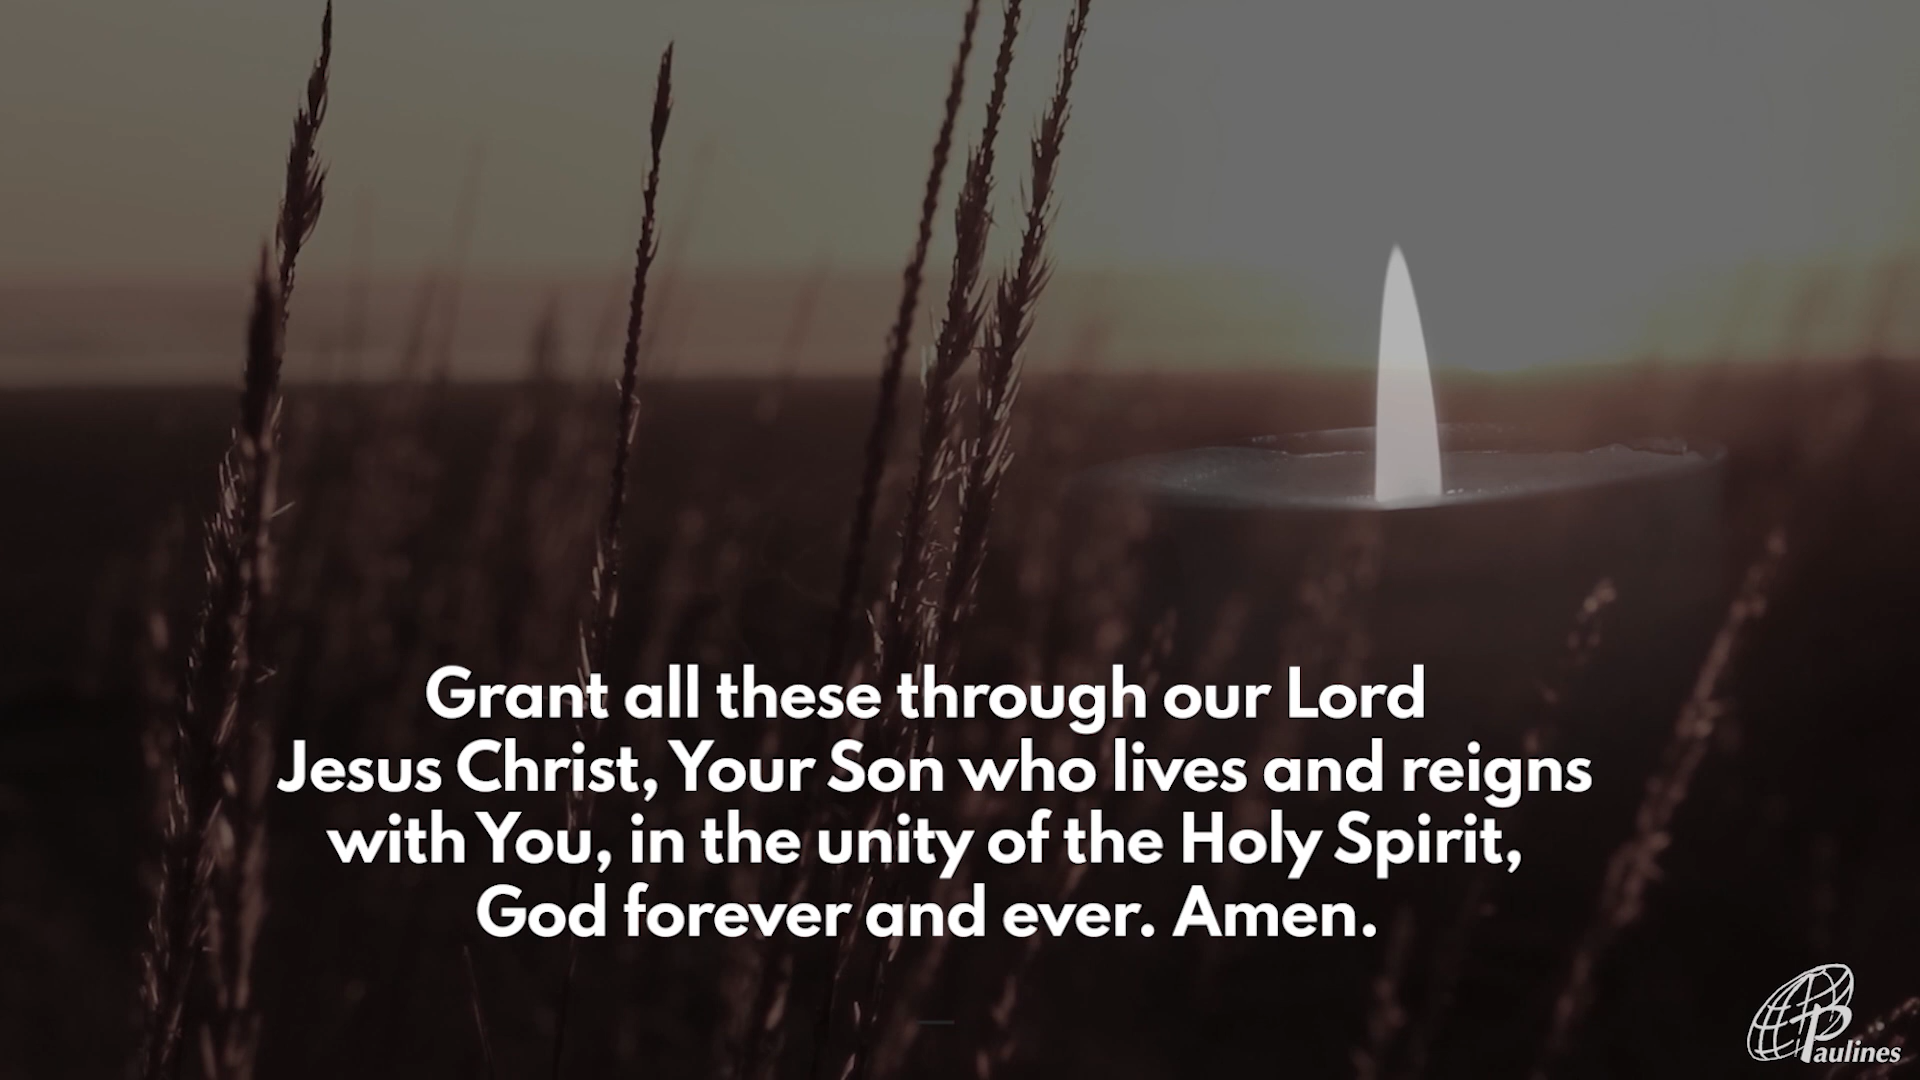 Grant all these through our Lord
Jesus Christ, Your Son who lives and reigns
with You, in the unity of the Holy Spirit,
God forever and ever. Amen.
Paulines